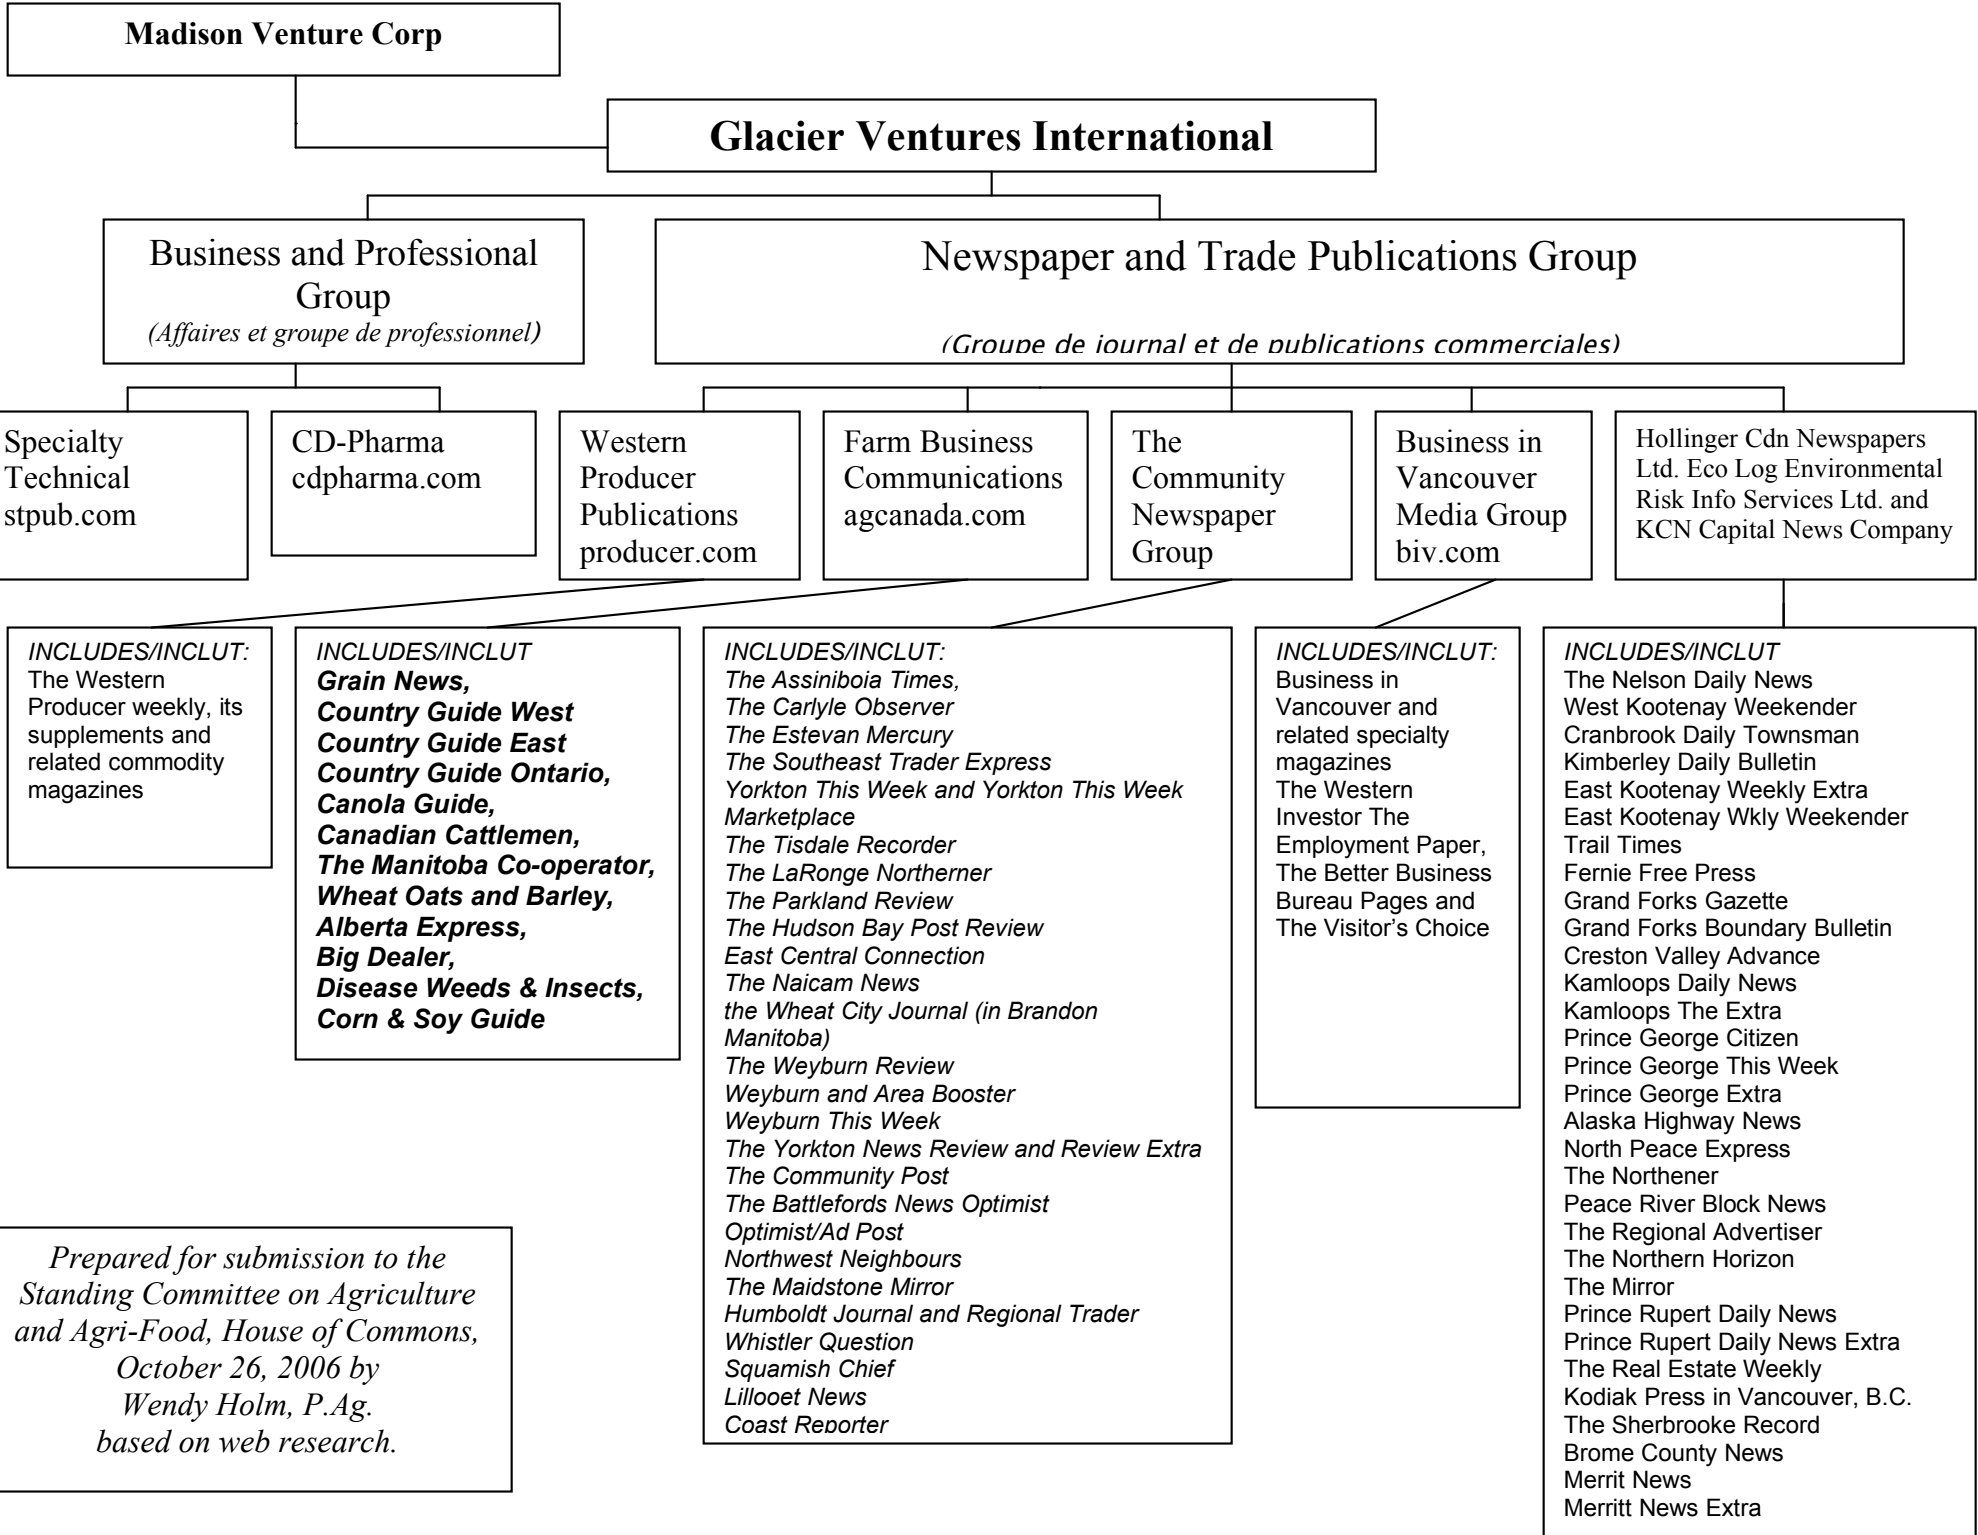 Madison Venture Corp
Glacier Ventures International
Business and Professional
Group
(Affaires et groupe de professionnel)
Newspaper and Trade Publications Group
(Groupe de journal et de publications commerciales)
Specialty
Technical
stpub.com
CD-Pharma
cdpharma.com
Western
Producer
Publications
producer.com
Farm Business
Communications
agcanada.com
The
Community
Newspaper
Group
Business in
Vancouver
Media Group
biv.com
Hollinger Cdn Newspapers
Ltd. Eco Log Environmental
Risk Info Services Ltd. and
KCN Capital News Company
INCLUDES/INCLUT:
The Western
Producer weekly, its
supplements and
related commodity
magazines
INCLUDES/INCLUT
Grain News,
Country Guide West
Country Guide East
Country Guide Ontario,
Canola Guide,
Canadian Cattlemen,
The Manitoba Co-operator,
Wheat Oats and Barley,
Alberta Express,
Big Dealer,
Disease Weeds & Insects,
Corn & Soy Guide
INCLUDES/INCLUT:
The Assiniboia Times,
The Carlyle Observer
The Estevan Mercury
The Southeast Trader Express
Yorkton This Week and Yorkton This Week
Marketplace
The Tisdale Recorder
The LaRonge Northerner
The Parkland Review
The Hudson Bay Post Review
East Central Connection
The Naicam News
the Wheat City Journal (in Brandon
Manitoba)
The Weyburn Review
Weyburn and Area Booster
Weyburn This Week
The Yorkton News Review and Review Extra
The Community Post
The Battlefords News Optimist
Optimist/Ad Post
Northwest Neighbours
The Maidstone Mirror
Humboldt Journal and Regional Trader
Whistler Question
Squamish Chief
Lillooet News
Coast Reporter
INCLUDES/INCLUT:
Business in
Vancouver and
related specialty
magazines
The Western
Investor The
Employment Paper,
The Better Business
Bureau Pages and
The Visitor's Choice
INCLUDES/INCLUT
The Nelson Daily News
West Kootenay Weekender
Cranbrook Daily Townsman
Kimberley Daily Bulletin
East Kootenay Weekly Extra
East Kootenay Wkly Weekender
Trail Times
Fernie Free Press
Grand Forks Gazette
Grand Forks Boundary Bulletin
Creston Valley Advance
Kamloops Daily News
Kamloops The Extra
Prince George Citizen
Prince George This Week
Prince George Extra
Alaska Highway News
North Peace Express
The Northener
Peace River Block News
The Regional Advertiser
The Northern Horizon
The Mirror
Prince Rupert Daily News
Prince Rupert Daily News Extra
The Real Estate Weekly
Kodiak Press in Vancouver, B.C.
The Sherbrooke Record
Brome County News
Merrit News
Merritt News Extra
Prepared for submission to the
Standing Committee on Agriculture
and Agri-Food, House of Commons,
October 26, 2006 by
Wendy Holm, P.Ag.
based on web research.